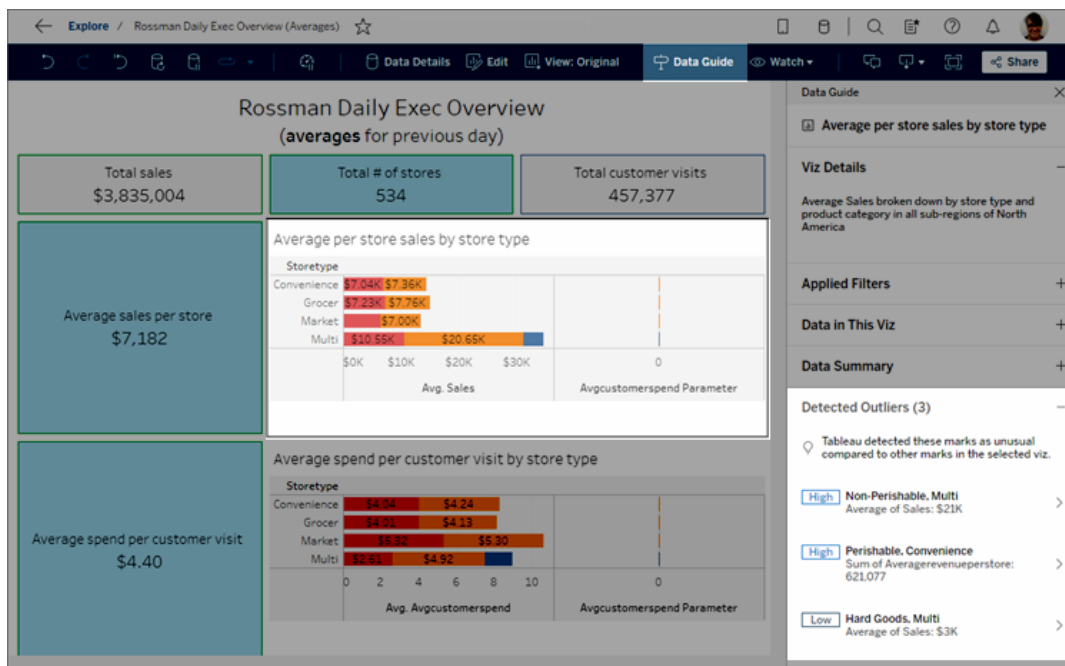 Explore / Rossman Daily Exec Overview (Averages)
Data Details Edit View: Original Data Guide Watch Share
Rossman Daily Exec Overview
(averages for previous day)
Total sales
$3,835,004
Total # of stores
534
Total customer visits
457,377
Average sales per store
$7,182
Average per store sales by store type
Storetype
Convenience $7.04K $7.36K
Grocer $7.23K $7.76K
Market $7.00K
Multi $10.55K $20.65K
$0K $10K $20K $30K 0
Avg. Sales Avgcustomerspend Parameter
Average spend per customer visit
$4.40
Average spend per customer visit by store type
Storetype
Convenience $4.04 $4.24
Grocer $4.01 $4.13
Market $5.32 $5.30
Multi $2.61 $4.92
0 2 4 6 8 10 0
Avg. Avgcustomerspend Avgcustomerspend Parameter
Data Guide
Average per store sales by store type
Viz Details
Average Sales broken down by store type and
product category in all sub-regions of North
America
Applied Filters
Data in This Viz
Data Summary
Detected Outliers (3)
Tableau detected these marks as unusual
compared to other marks in the selected viz.
High Non-Perishable, Multi
Average of Sales: $21K
High Perishable, Convenience
Sum of Averagerevenueperstore:
621,077
Low Hard Goods, Multi
Average of Sales: $3K